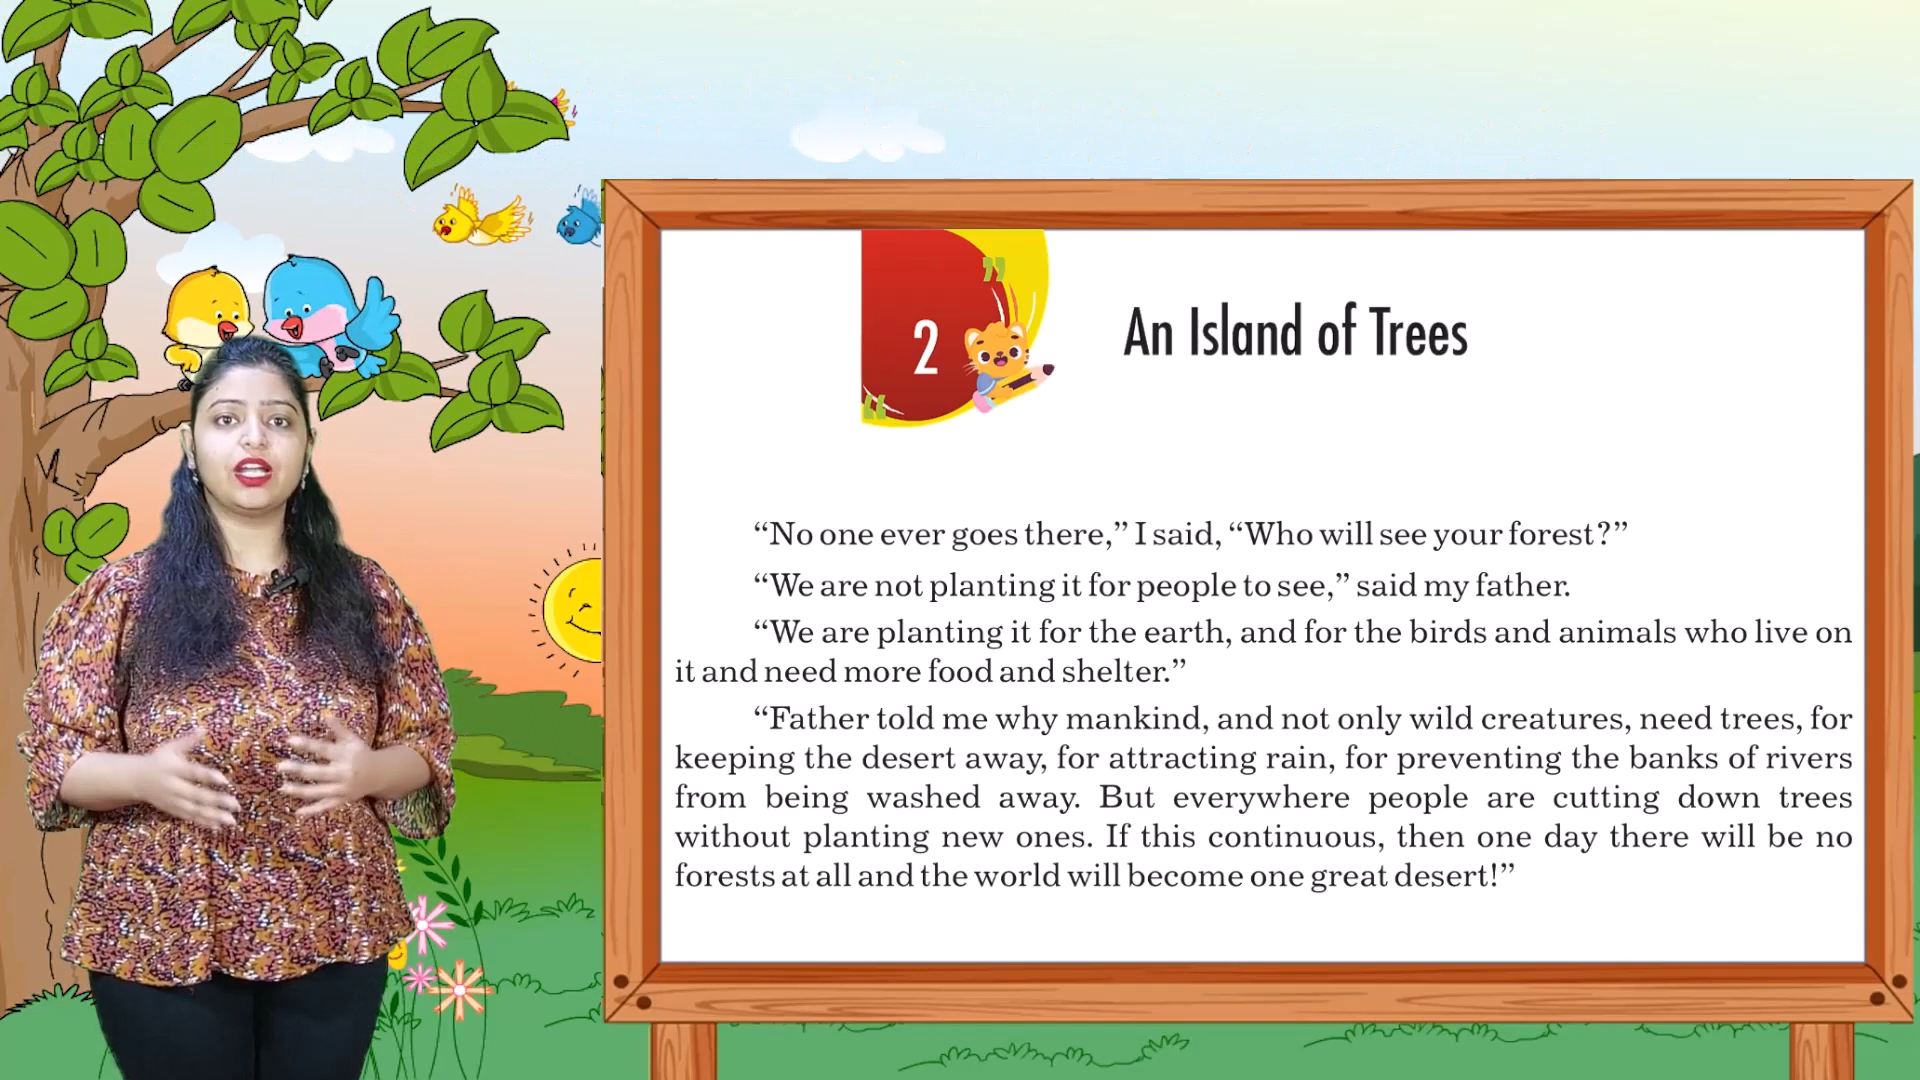 2
An Island of Trees
“No one ever goes there,” I said, “Who will see your forest?”
“We are not planting it for people to see,” said my father.
“We are planting it for the earth, and for the birds and animals who live on
it and need more food and shelter.”
“Father told me why mankind, and not only wild creatures, need trees, for
keeping the desert away, for attracting rain, for preventing the banks of rivers
from being washed away. But everywhere people are cutting down trees
without planting new ones. If this continuous, then one day there will be no
forests at all and the world will become one great desert!”